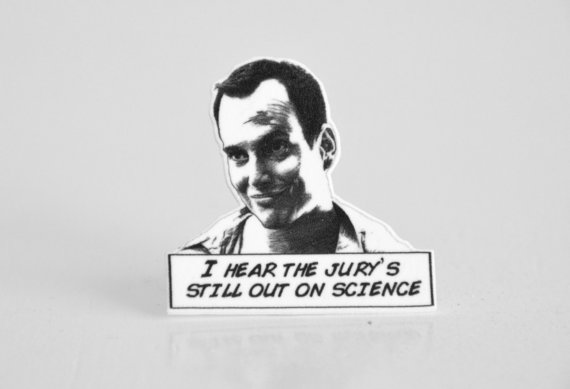 I HEAR THE JURY'S
STILL OUT ON SCIENCE